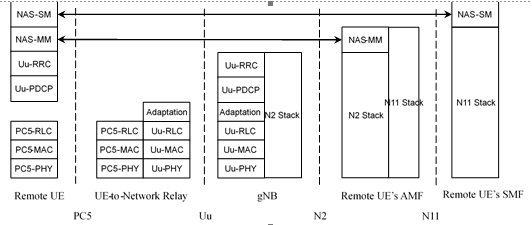 NAS-SM
NAS-SM
NAS-MM
NAS-MM
Uu-RRC
Uu-RRC
Uu-PDCP
Uu-PDCP
N2 Stack
N2 Stack
N11 Stack
N11 Stack
Adaptation
Adaptation
PC5-RLC
PC5-RLC
Uu-RLC
Uu-RLC
PC5-MAC
PC5-MAC
Uu-MAC
Uu-MAC
PC5-PHY
PC5-PHY
Uu-PHY
Uu-PHY
Remote UE
UE-to-Network Relay
gNB
Remote UE's AMF
Remote UE's SMF
PC5
Uu
N2
N11